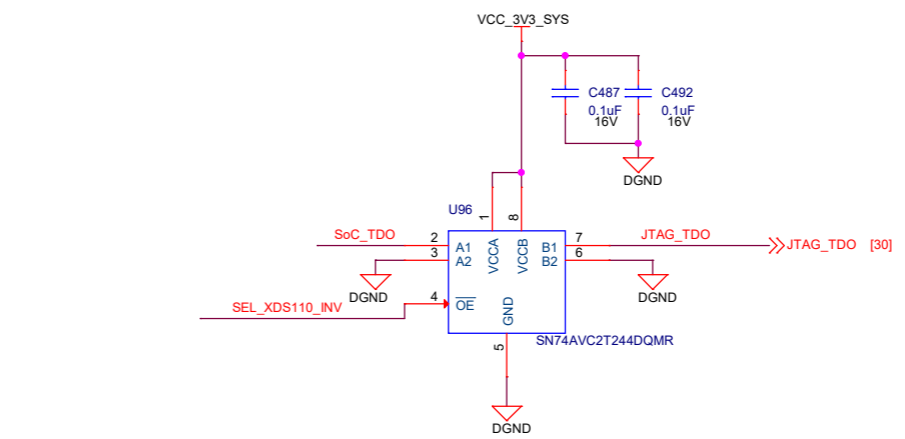 VCC_3V3_SYS
C487
C492
0.1uF
0.1uF
16V
16V
DGND
U96
1
8
SoC_TDO
2
A1
VCCA
VCCB
B1
7
JTAG_TDO
JTAG_TDO [30]
3
A2
B2
6
DGND
DGND
SEL_XDS110_INV
4
OE
GND
SN74AVC2T244DQMR
5
DGND